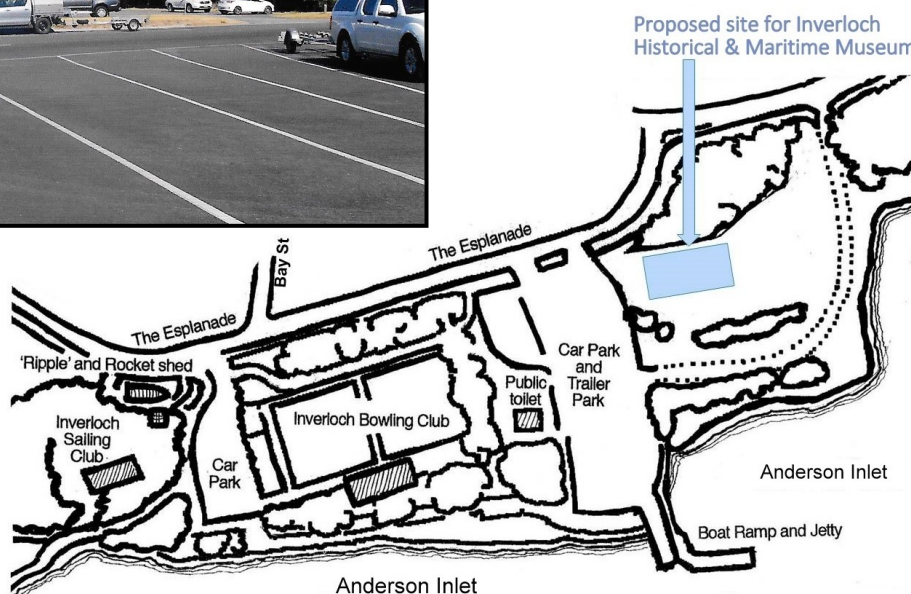 Proposed site for Inverloch
Historical & Maritime Museum
The Esplanade
Bay St
The Esplanade
'Ripple' and Rocket shed
Inverloch
Sailing
Club
Car
Park
Inverloch Bowling Club
Public
toilet
Car Park
and
Trailer
Park
Anderson Inlet
Boat Ramp and Jetty
Anderson Inlet